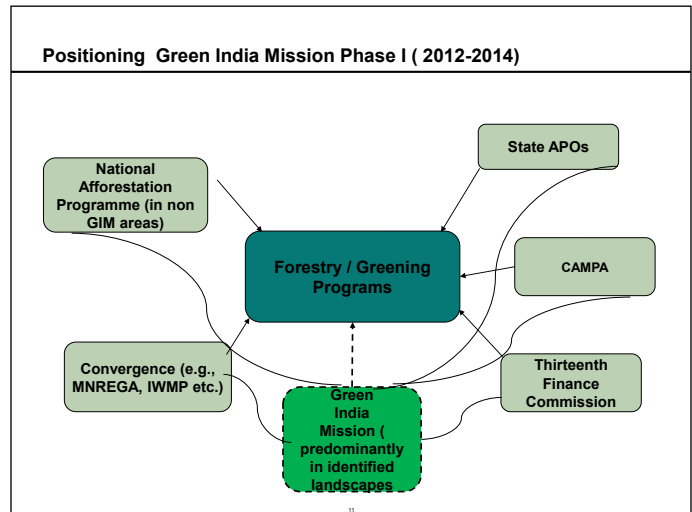 Positioning  Green India Mission Phase I ( 2012-2014)
State APOs
National
Afforestation
Programme (in non
GIM areas)
Forestry / Greening
Programs
CAMPA
Convergence (e.g.,
MNREGA, IWMP etc.)
Thirteenth
Finance
Commission
Green
India
Mission (
predominantly
in identified
landscapes
11